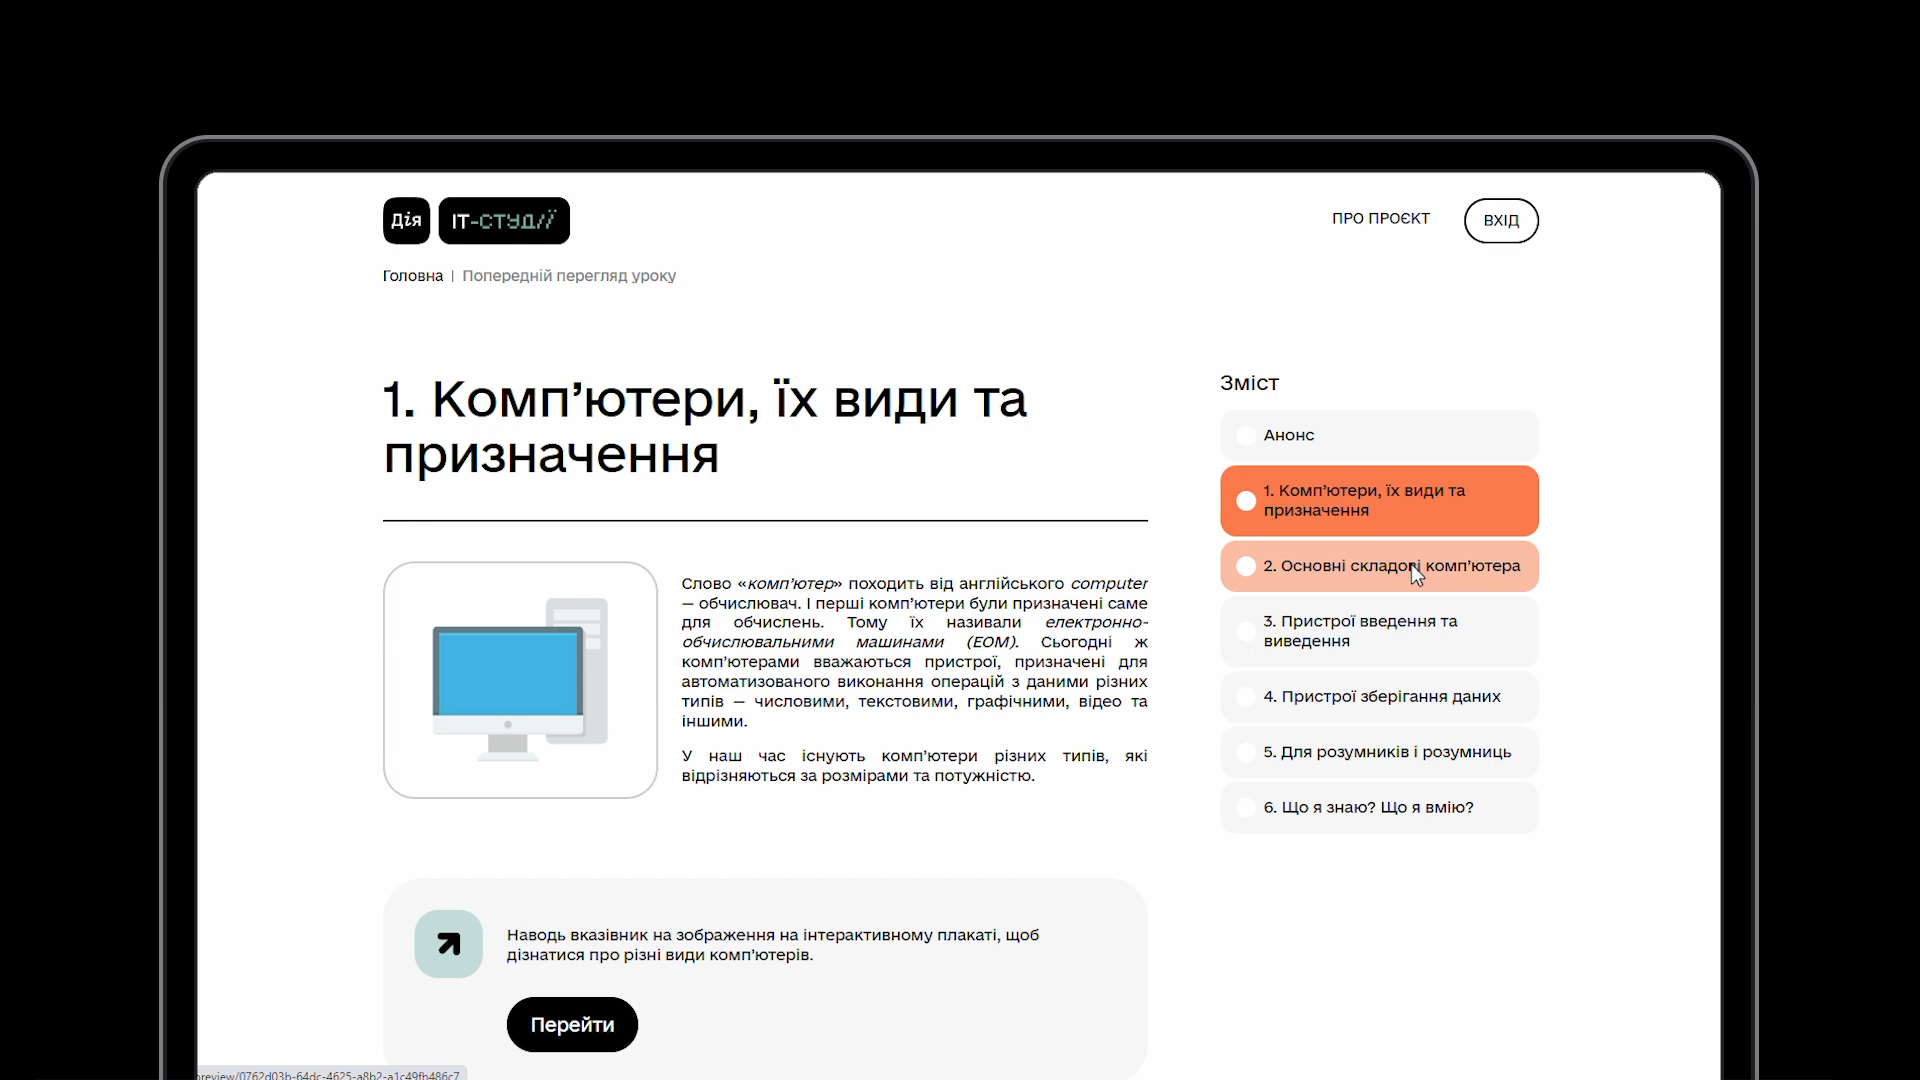 Дія
ІТ-СТУДІЇ
ПРО ПРОЄКТ
ВХІД
Головна | Попередній перегляд уроку
1. Комп’ютери, їх види та
призначення
Слово «комп’ютер» походить від англійського computer
– обчислювач. І перші комп’ютери були призначені саме
для обчислень. Тому їх називали електронно-
обчислювальними машинами (ЕОМ). Сьогодні ж
комп’ютерами вважаються пристрої, призначені для
автоматизованого виконання операцій з даними різних
типів – числовими, текстовими, графічними, відео та
іншими.
У наш час існують комп’ютери різних типів, які
відрізняються за розмірами та потужністю.
Наводь вказівник на зображення на інтерактивному плакаті, щоб
дізнатися про різні види комп’ютерів.
Перейти
Зміст
Анонс
1. Комп’ютери, їх види та
призначення
2. Основні складові комп’ютера
3. Пристрої введення та
виведення
4. Пристрої зберігання даних
5. Для розумників і розумниць
6. Що я знаю? Що я вмію?
preview/0762d03b-64dc-4625-a8b2-a1c49fb486c7